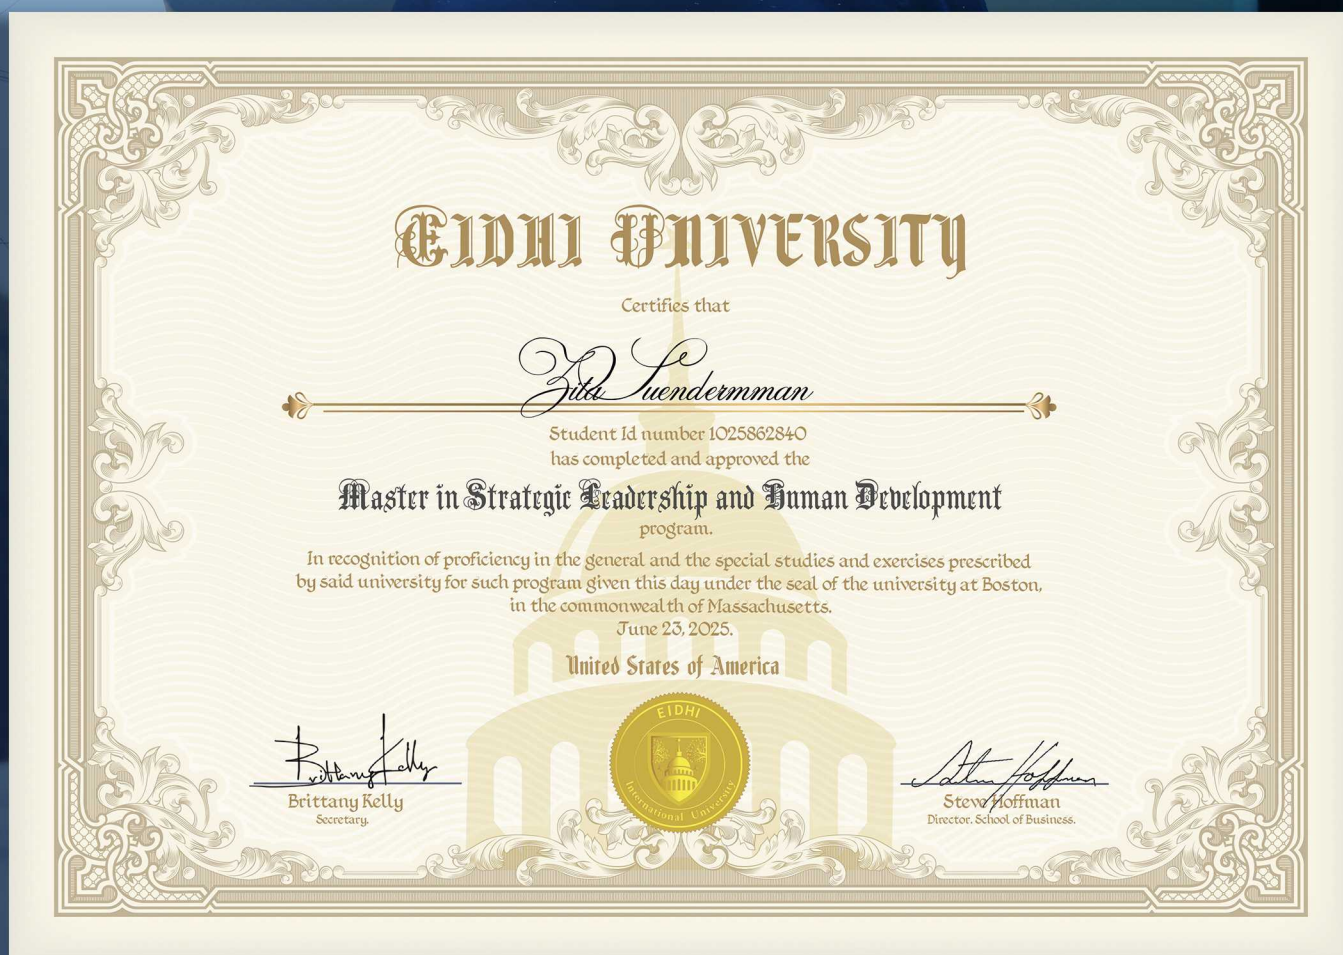 EIDHI UNIVERSITY
Certifies that
Zita Suendermman
Student Id number 1025862840
has completed and approved the
Master in Strategic Leadership and Human Development
program.
In recognition of proficiency in the general and the special studies and exercises prescribed
by said university for such program given this day under the seal of the university at Boston,
in the commonwealth of Massachusetts.
June 23, 2025.
United States of America
EIDHI
International University
Brittany Kelly
Brittany Kelly
Secretary.
Steve Hoffman
Director. School of Business.